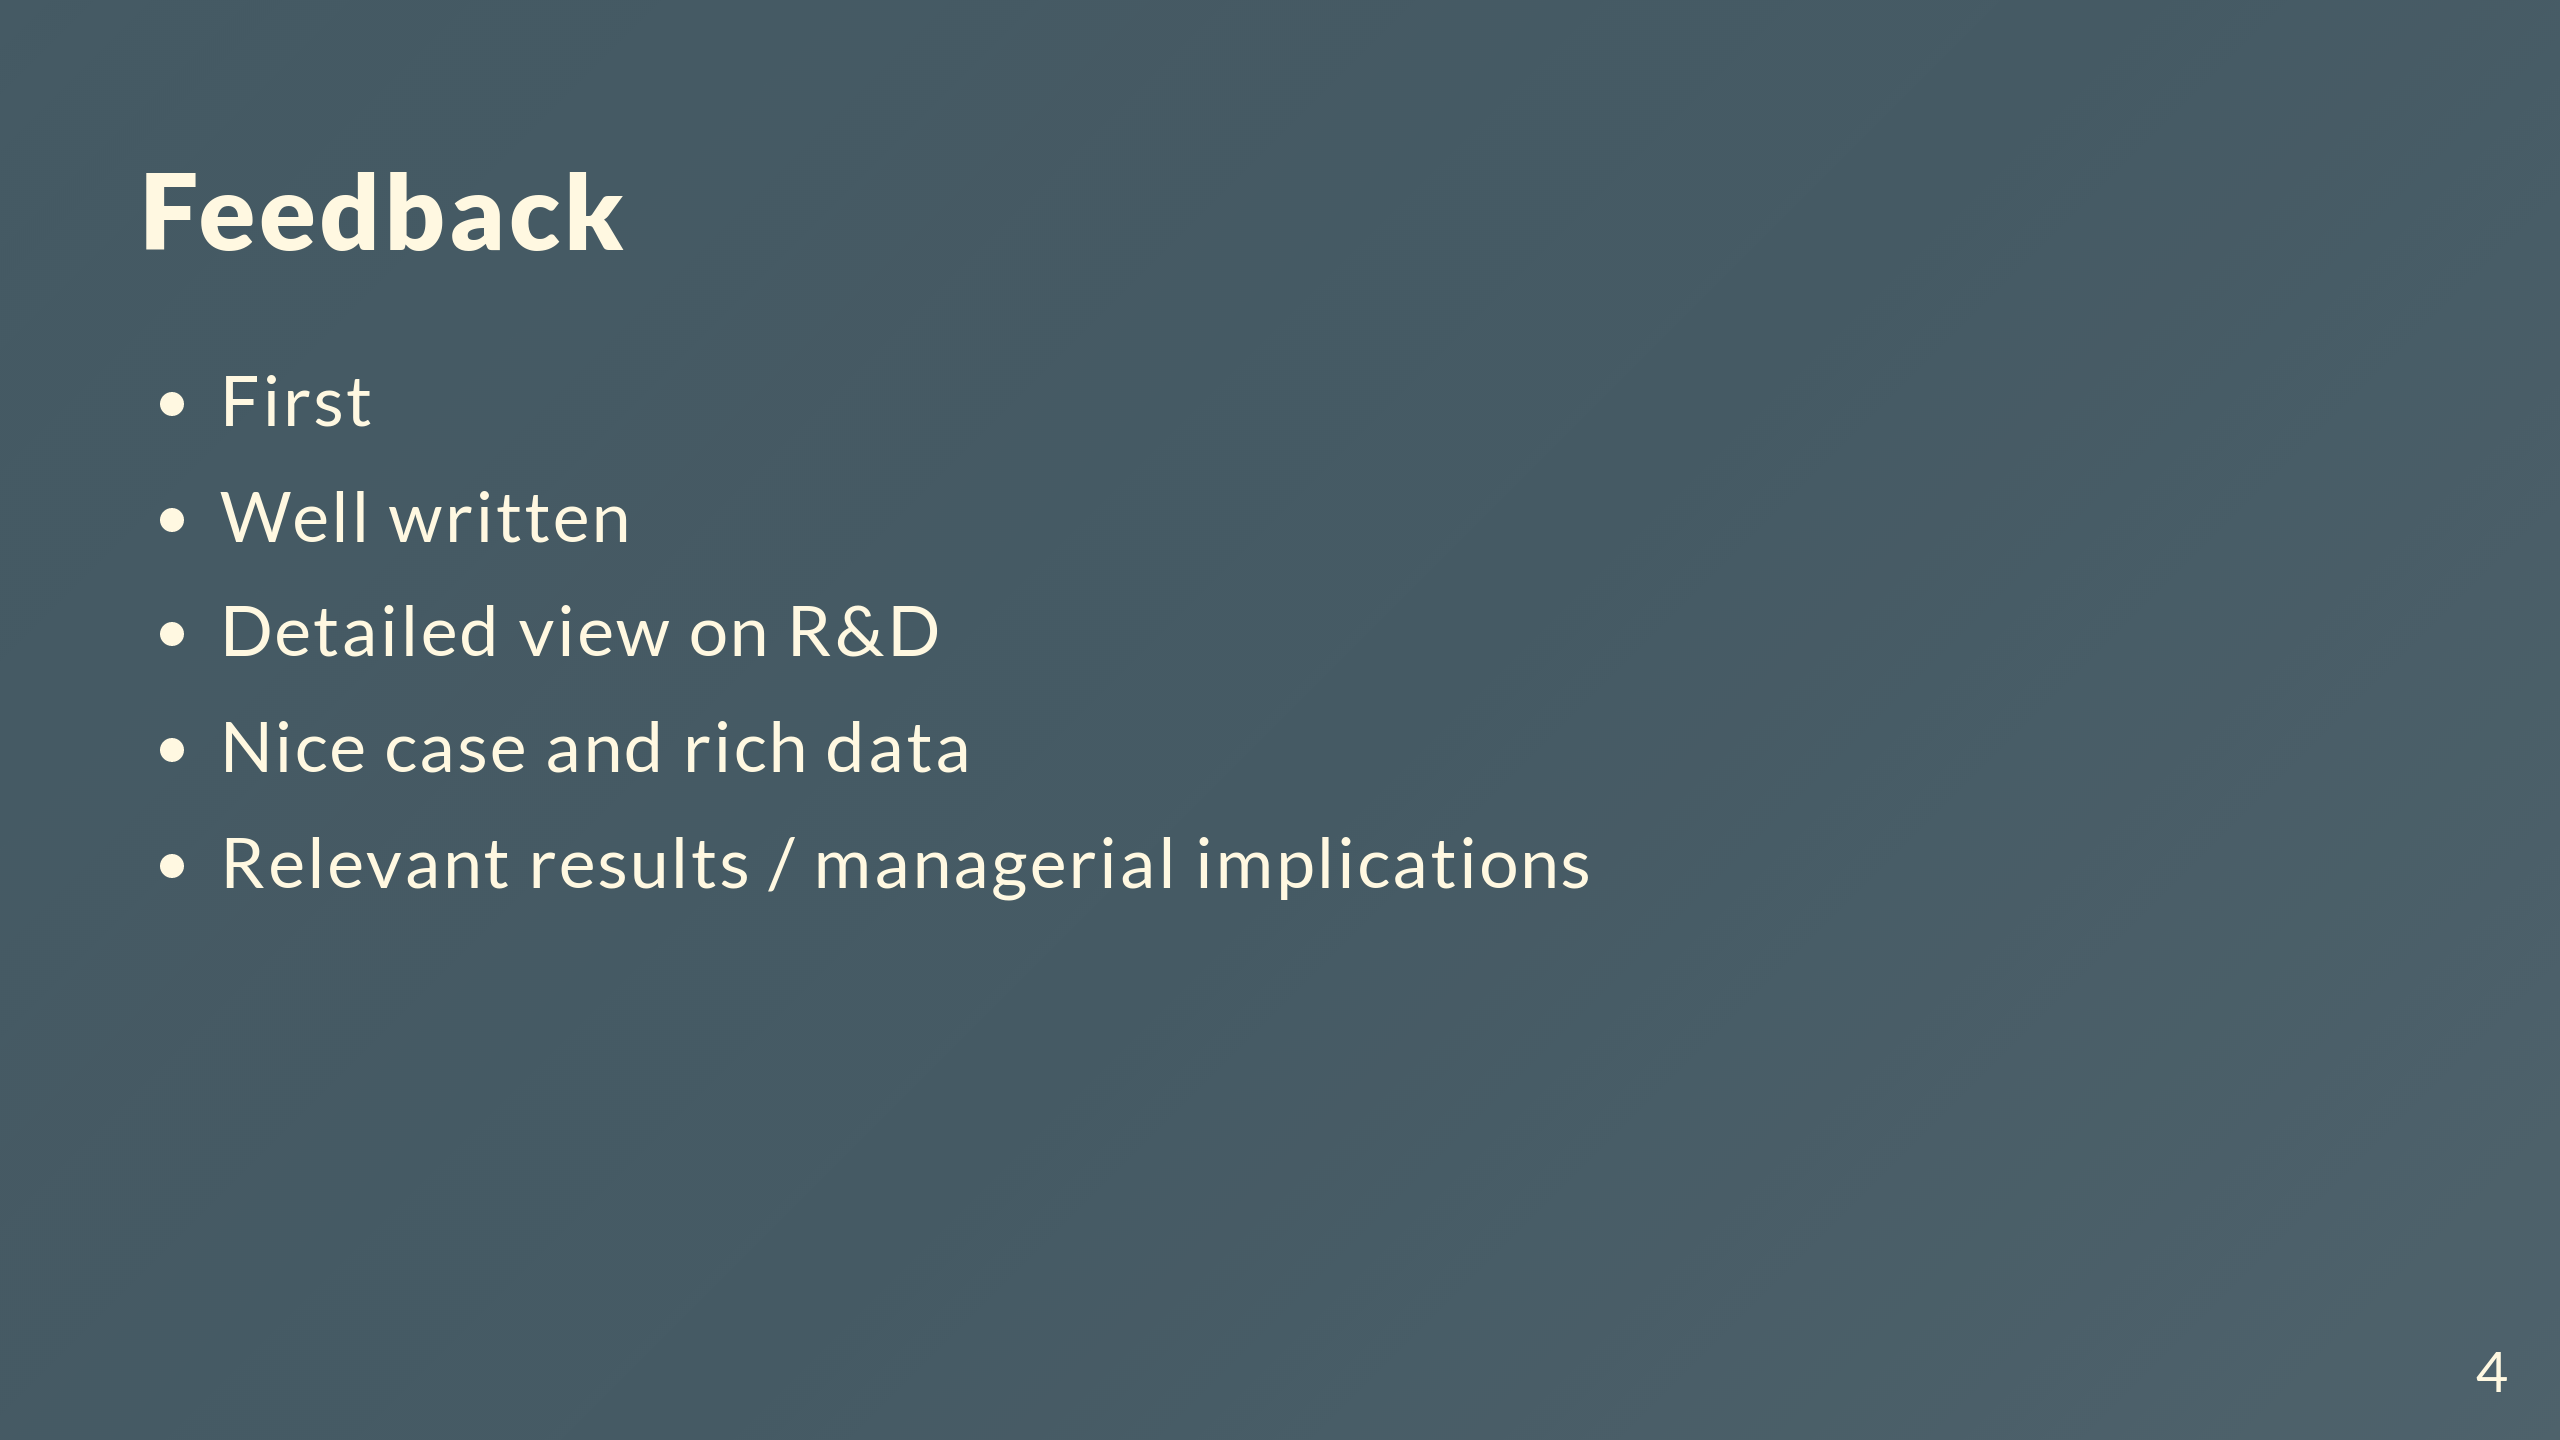 Feedback
First
Well written
Detailed view on R&D
Nice case and rich data
Relevant results / managerial implications
4